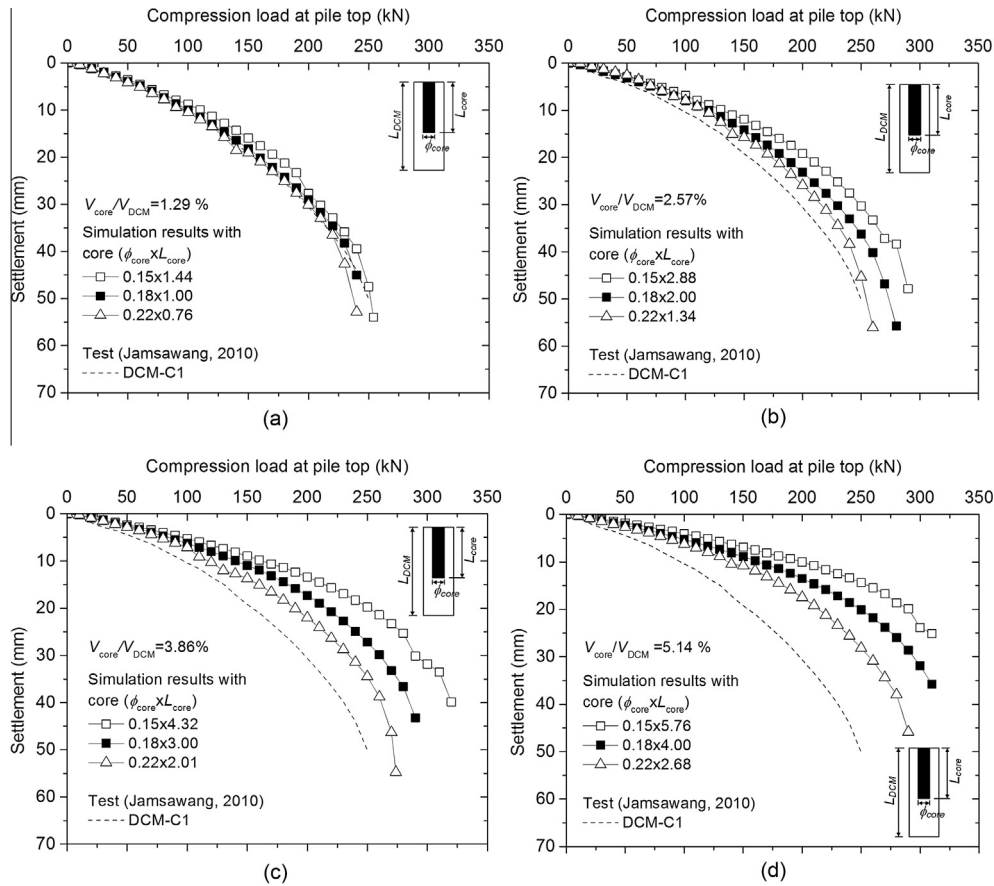 Compression load at pile top (kN)
0 50 100 150 200 250 300 350
0
10
20
30
40
50
60
70
Settlement (mm)
L_DCM
L_core
ϕ_core
V_core/V_DCM=1.29 %
Simulation results with
core (ϕ_core x L_core)
0.15x1.44
0.18x1.00
0.22x0.76
Test (Jamsawang, 2010)
DCM-C1
(a)
Compression load at pile top (kN)
0 50 100 150 200 250 300 350
0
10
20
30
40
50
60
70
Settlement (mm)
L_DCM
L_core
ϕ_core
V_core/V_DCM=2.57%
Simulation results with
core (ϕ_core x L_core)
0.15x2.88
0.18x2.00
0.22x1.34
Test (Jamsawang, 2010)
DCM-C1
(b)
Compression load at pile top (kN)
0 50 100 150 200 250 300 350
0
10
20
30
40
50
60
70
Settlement (mm)
L_DCM
L_core
ϕ_core
V_core/V_DCM=3.86%
Simulation results with
core (ϕ_core x L_core)
0.15x4.32
0.18x3.00
0.22x2.01
Test (Jamsawang, 2010)
DCM-C1
(c)
Compression load at pile top (kN)
0 50 100 150 200 250 300 350
0
10
20
30
40
50
60
70
Settlement (mm)
V_core/V_DCM =5.14 %
Simulation results with
core (ϕ_core x L_core)
0.15x5.76
0.18x4.00
0.22x2.68
Test (Jamsawang, 2010)
DCM-C1
L_DCM
L_core
ϕ_core
(d)